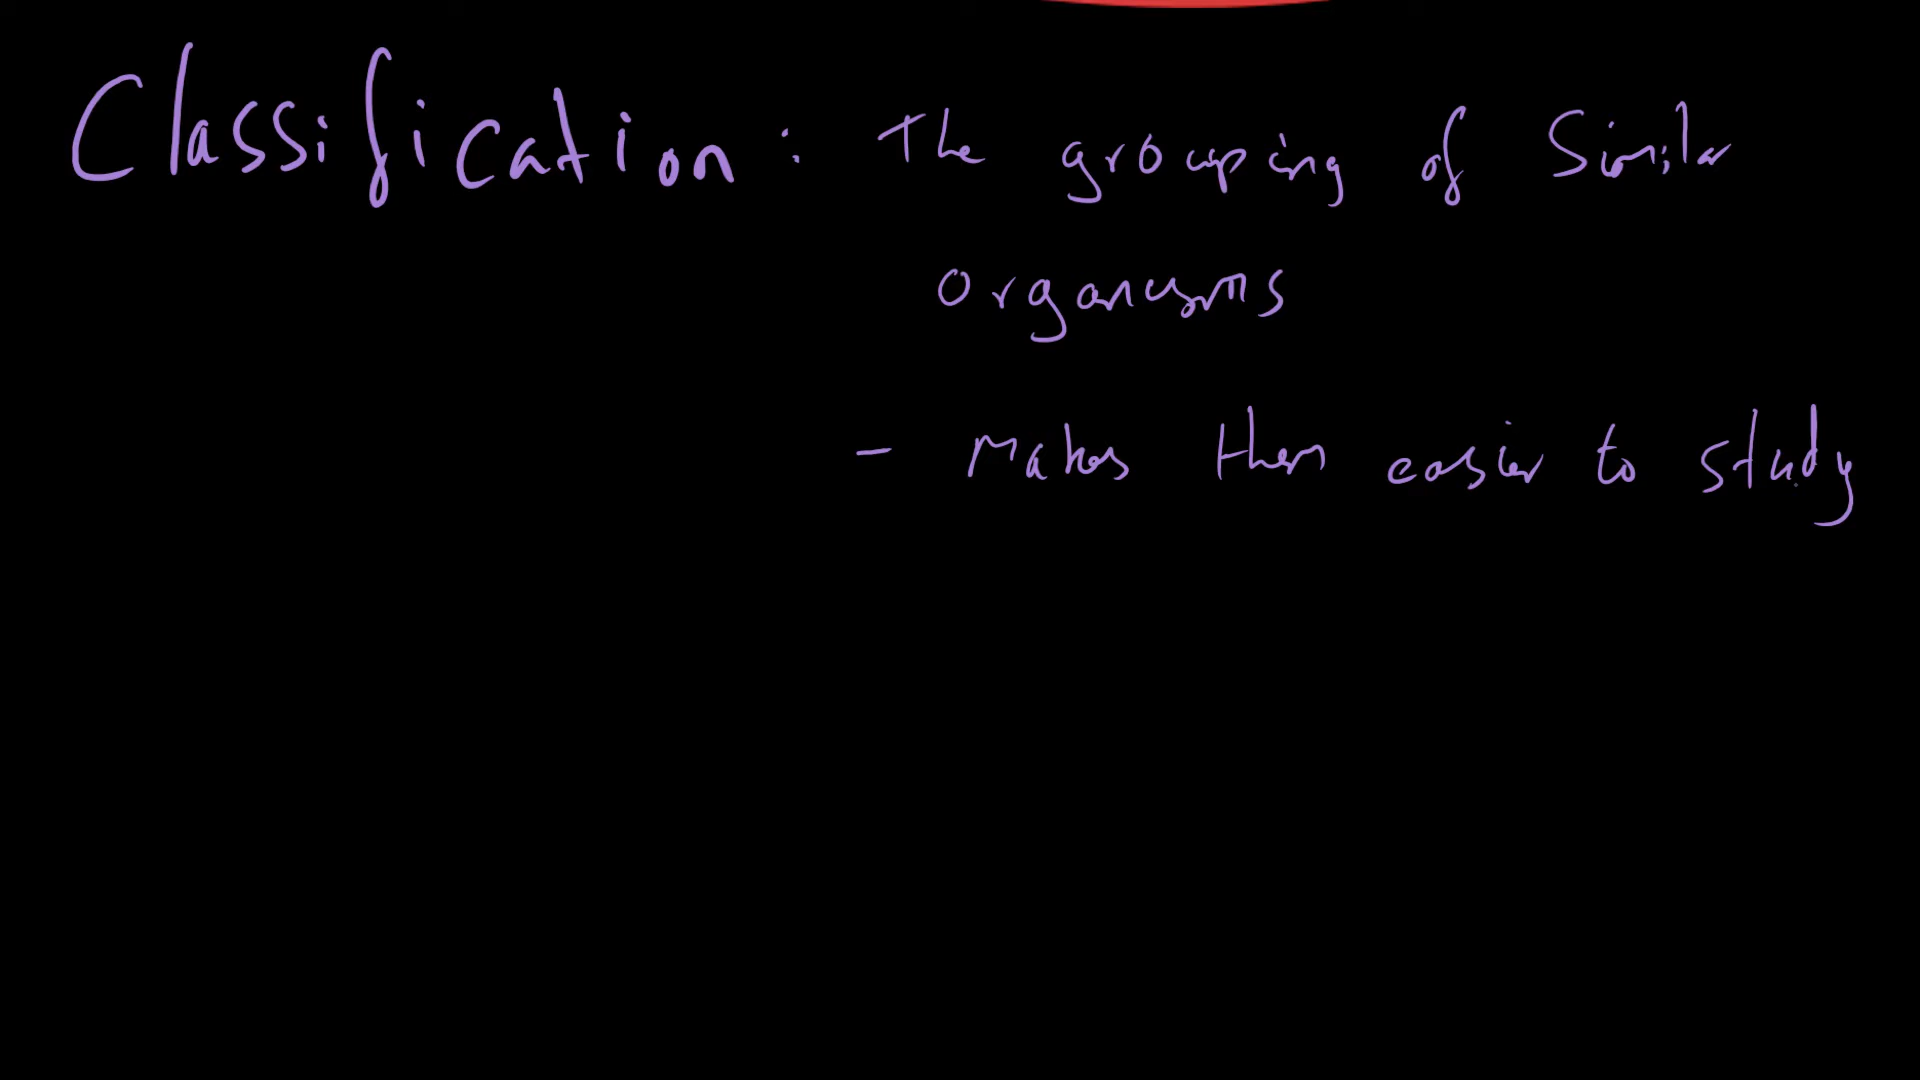 Classification : The grouping of Similar
organisms
- Makes them easier to study